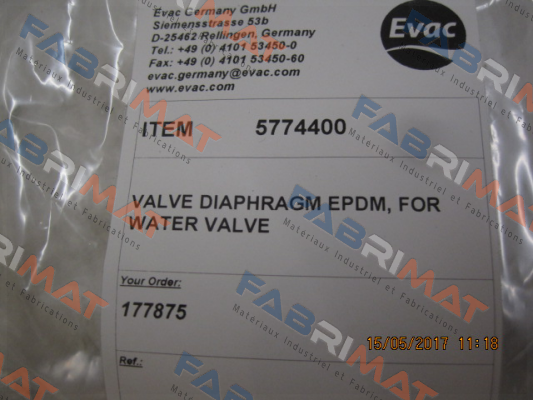 Evac Germany GmbH
Siemensstrasse 53b
D-25462 Rellingen, Germany
Tel.: +49 (0) 4101 53450-0
Fax: +49 (0) 4101 53450-60
evac.germany@evac.com
www.evac.com
Evac
ITEM 5774400
VALVE DIAPHRAGM EPDM, FOR
WATER VALVE
Your Order:
177875
Ref.:
15/05/2017 11:18
FABRIMAT
Materiaux Industriel et Fabrications